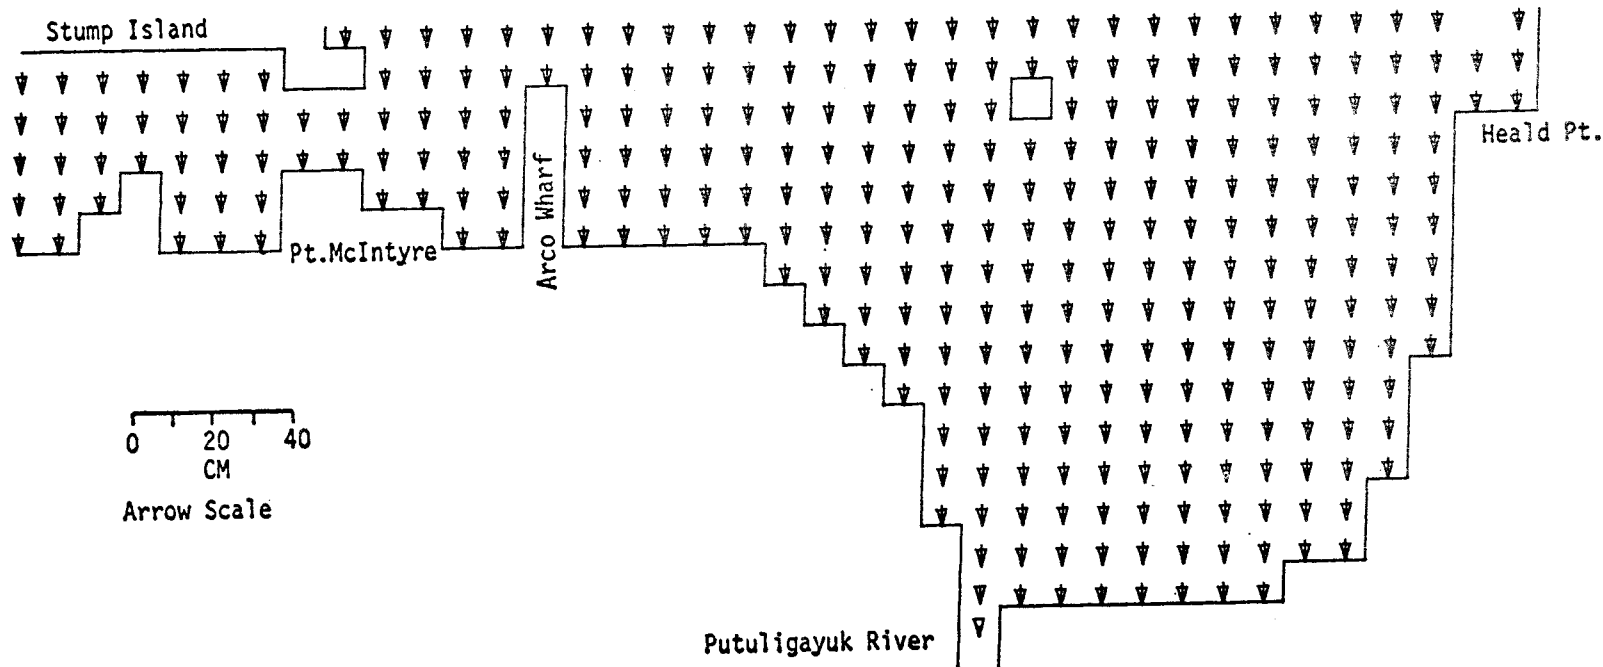 Stump Island
Heald Pt.
Arco Wharf
Pt.McIntyre
0 20 40
CM
Arrow Scale
Putuligayuk River